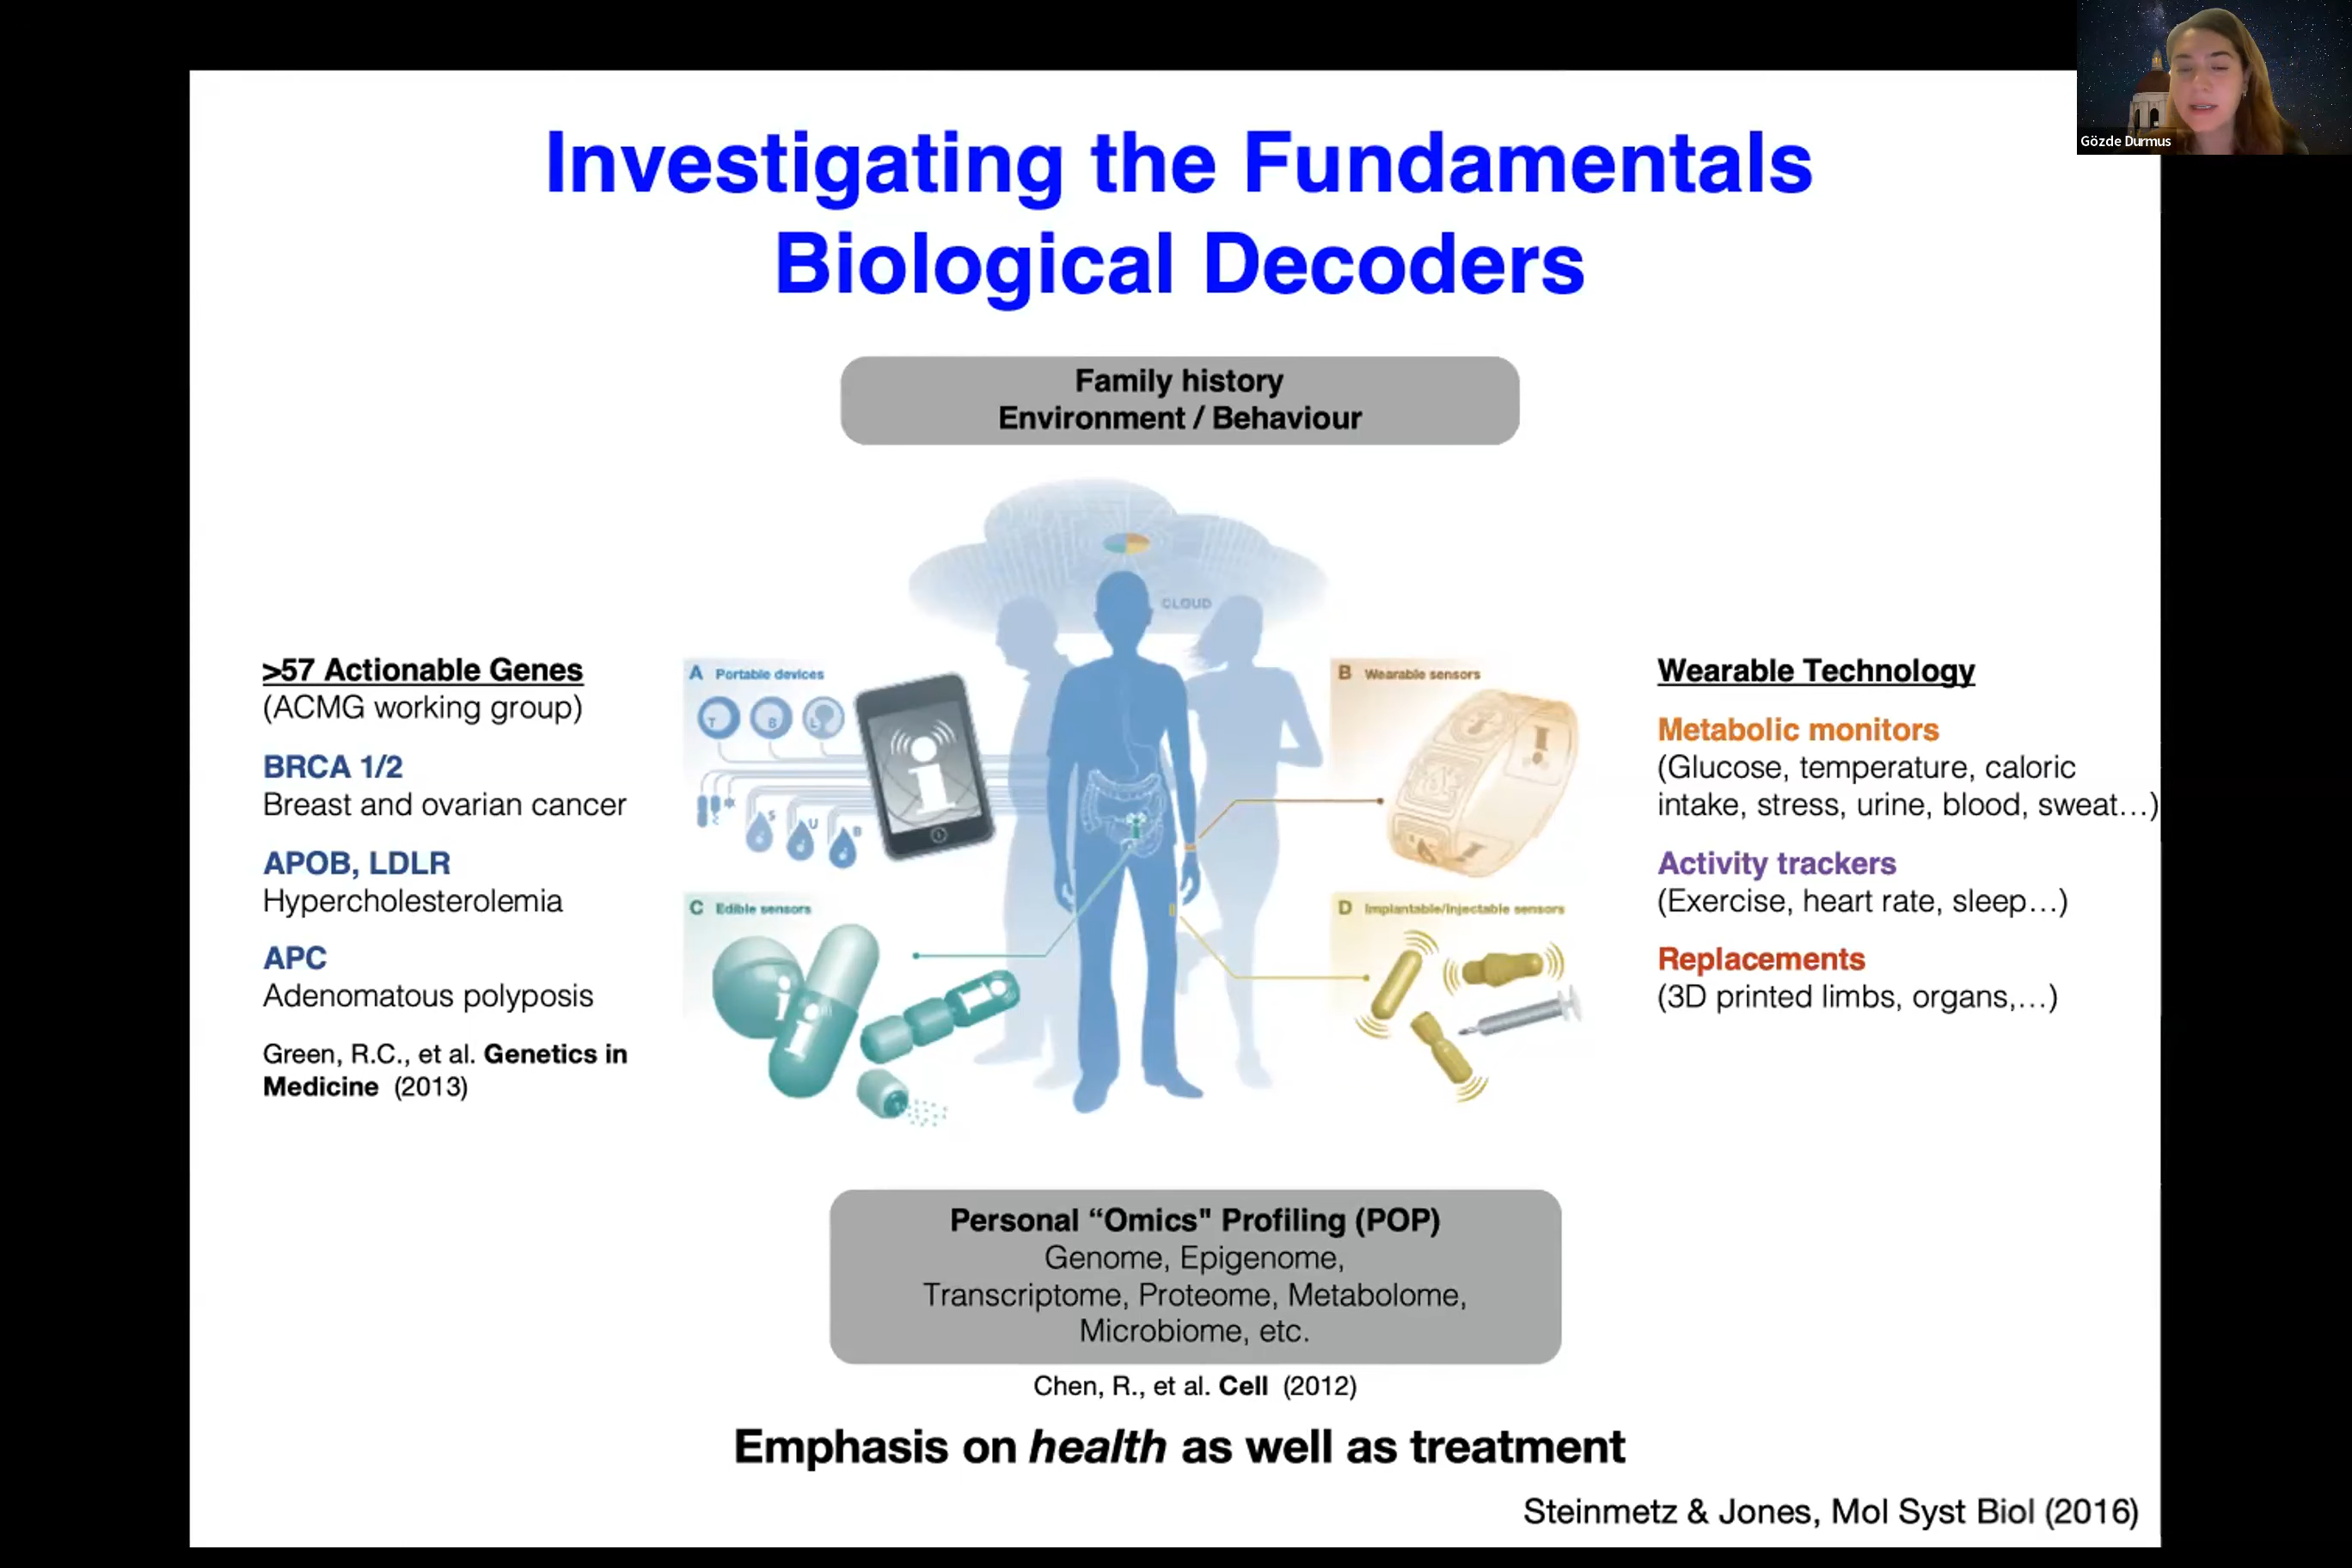 Gözde Durmus
Investigating the Fundamentals
Biological Decoders
Family history
Environment / Behaviour
CLOUD
>57 Actionable Genes
(ACMG working group)
BRCA 1/2
Breast and ovarian cancer
APOB, LDLR
Hypercholesterolemia
APC
Adenomatous polyposis
Green, R.C., et al. Genetics in
Medicine (2013)
A Portable devices
T B L
S U B
B Wearable sensors
C Edible sensors
D Implantable/Injectable sensors
Wearable Technology
Metabolic monitors
(Glucose, temperature, caloric
intake, stress, urine, blood, sweat…)
Activity trackers
(Exercise, heart rate, sleep…)
Replacements
(3D printed limbs, organs,…)
Personal “Omics" Profiling (POP)
Genome, Epigenome,
Transcriptome, Proteome, Metabolome,
Microbiome, etc.
Chen, R., et al. Cell (2012)
Emphasis on health as well as treatment
Steinmetz & Jones, Mol Syst Biol (2016)